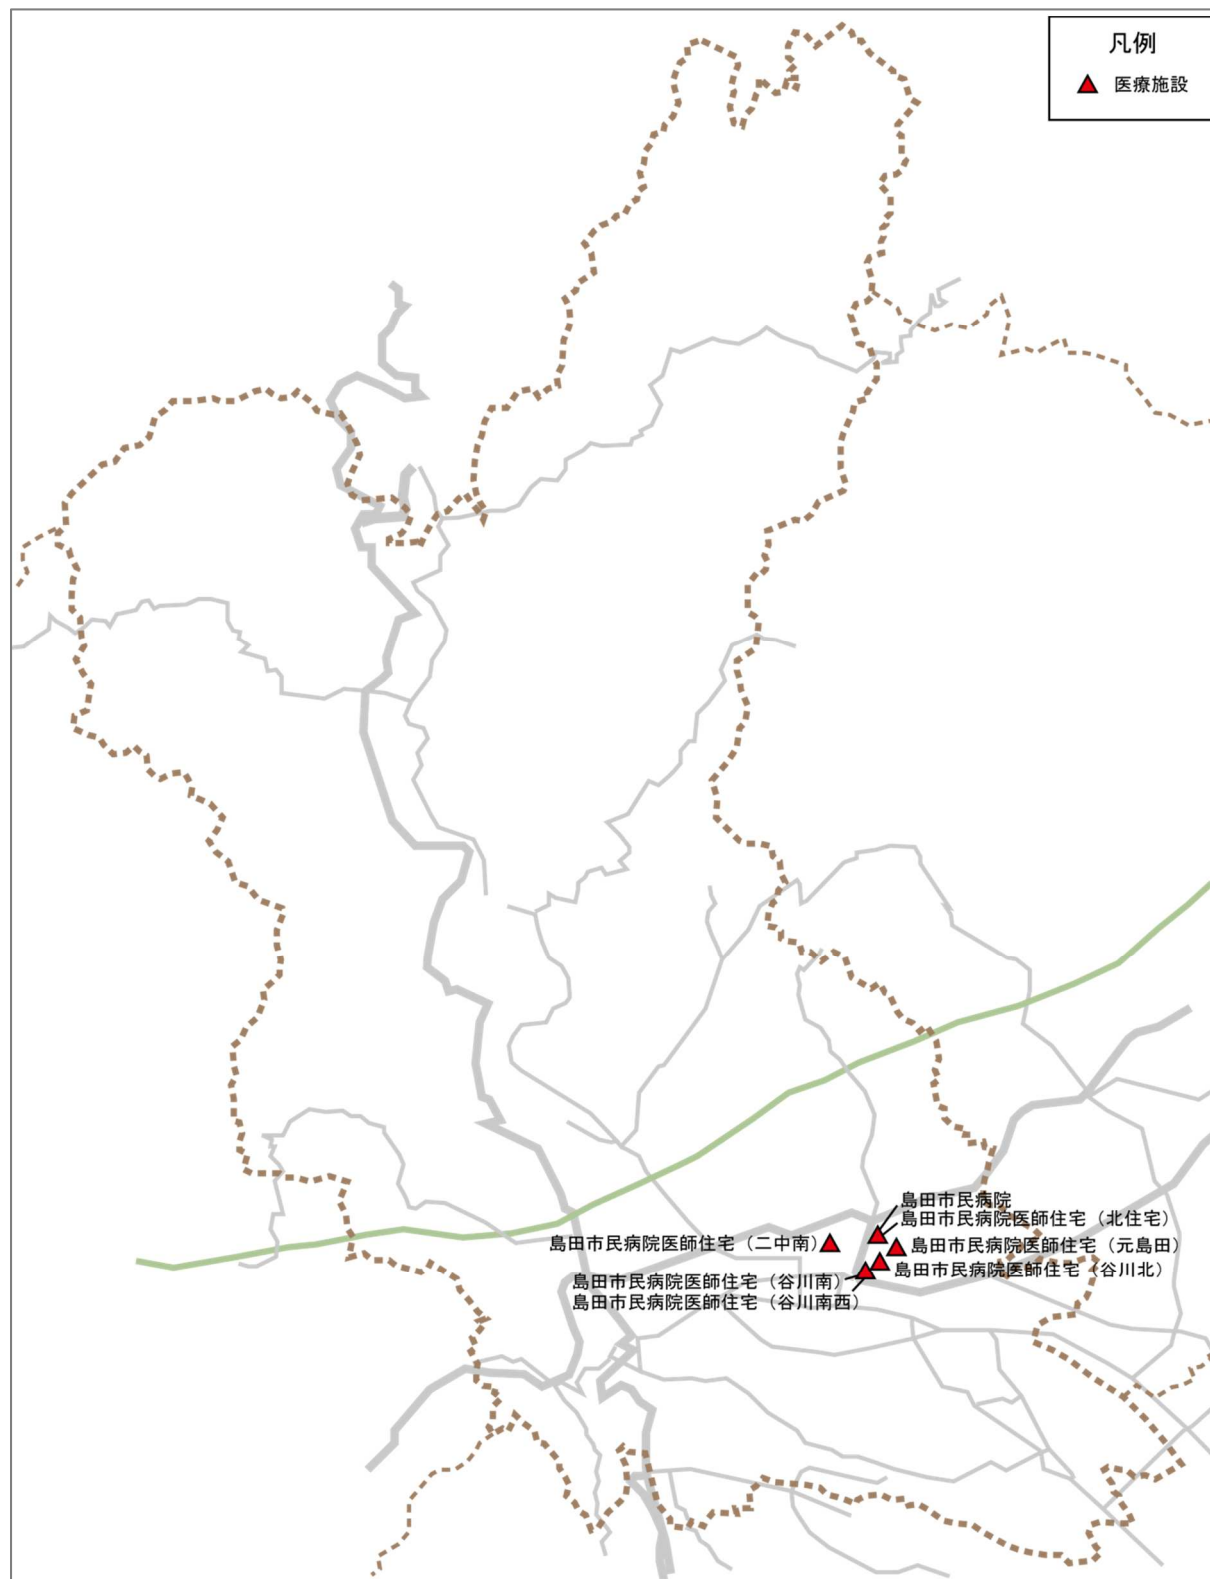 凡例
医療施設
島田市民病院
島田市民病院医師住宅（北住宅）
島田市民病院医師住宅（二中南）
島田市民病院医師住宅（元島田）
島田市民病院医師住宅（谷川北）
島田市民病院医師住宅（谷川南）
島田市民病院医師住宅（谷川南西）